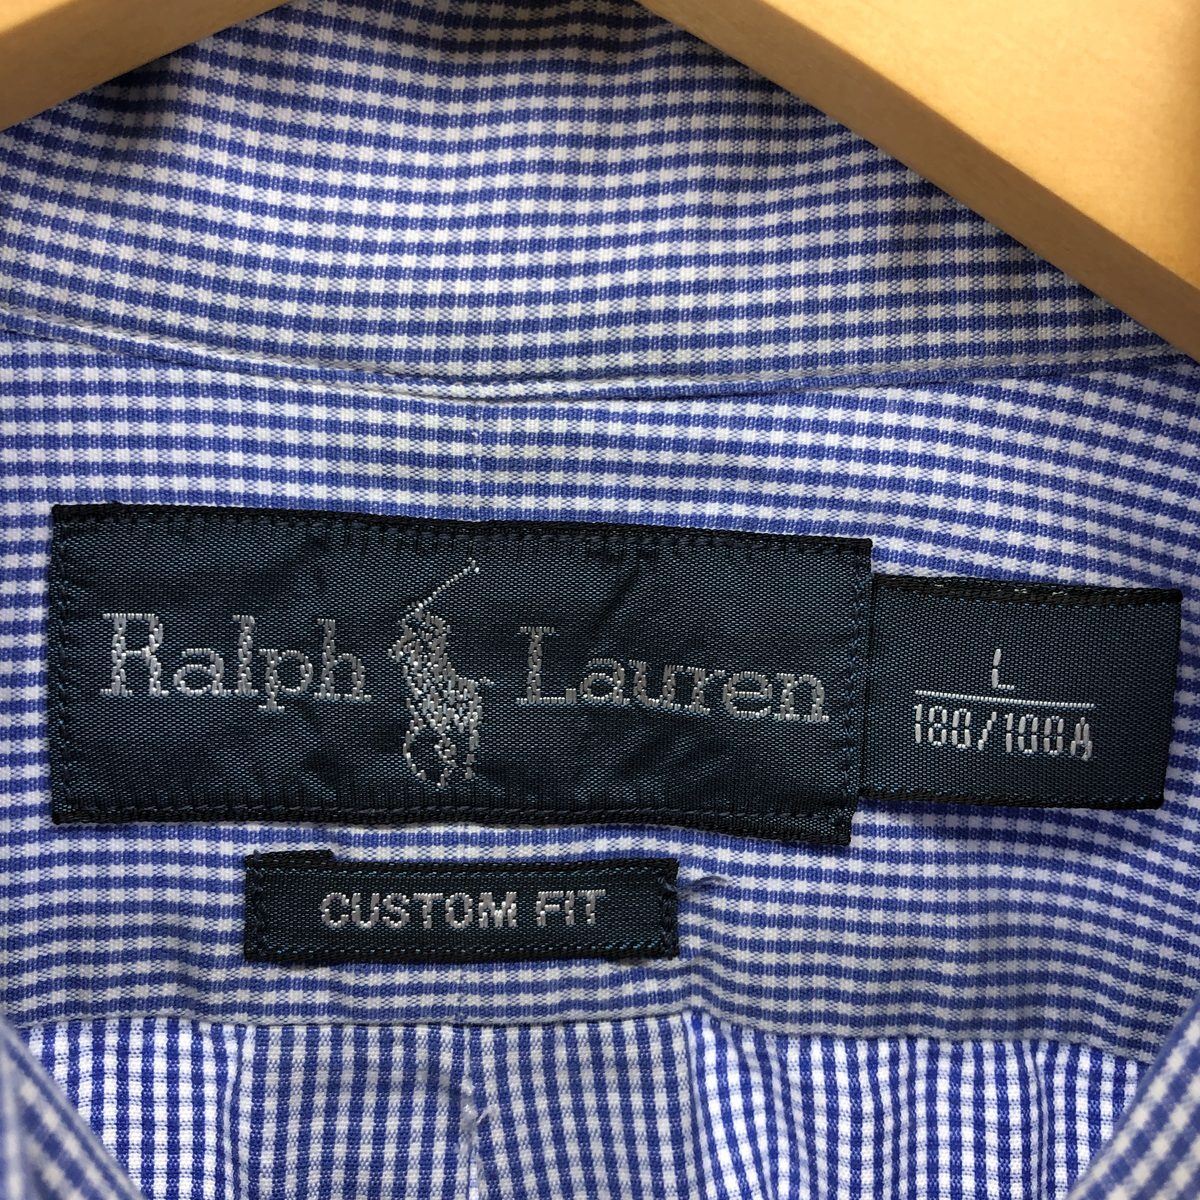 Ralph Lauren
L
180/100A
CUSTOM FIT